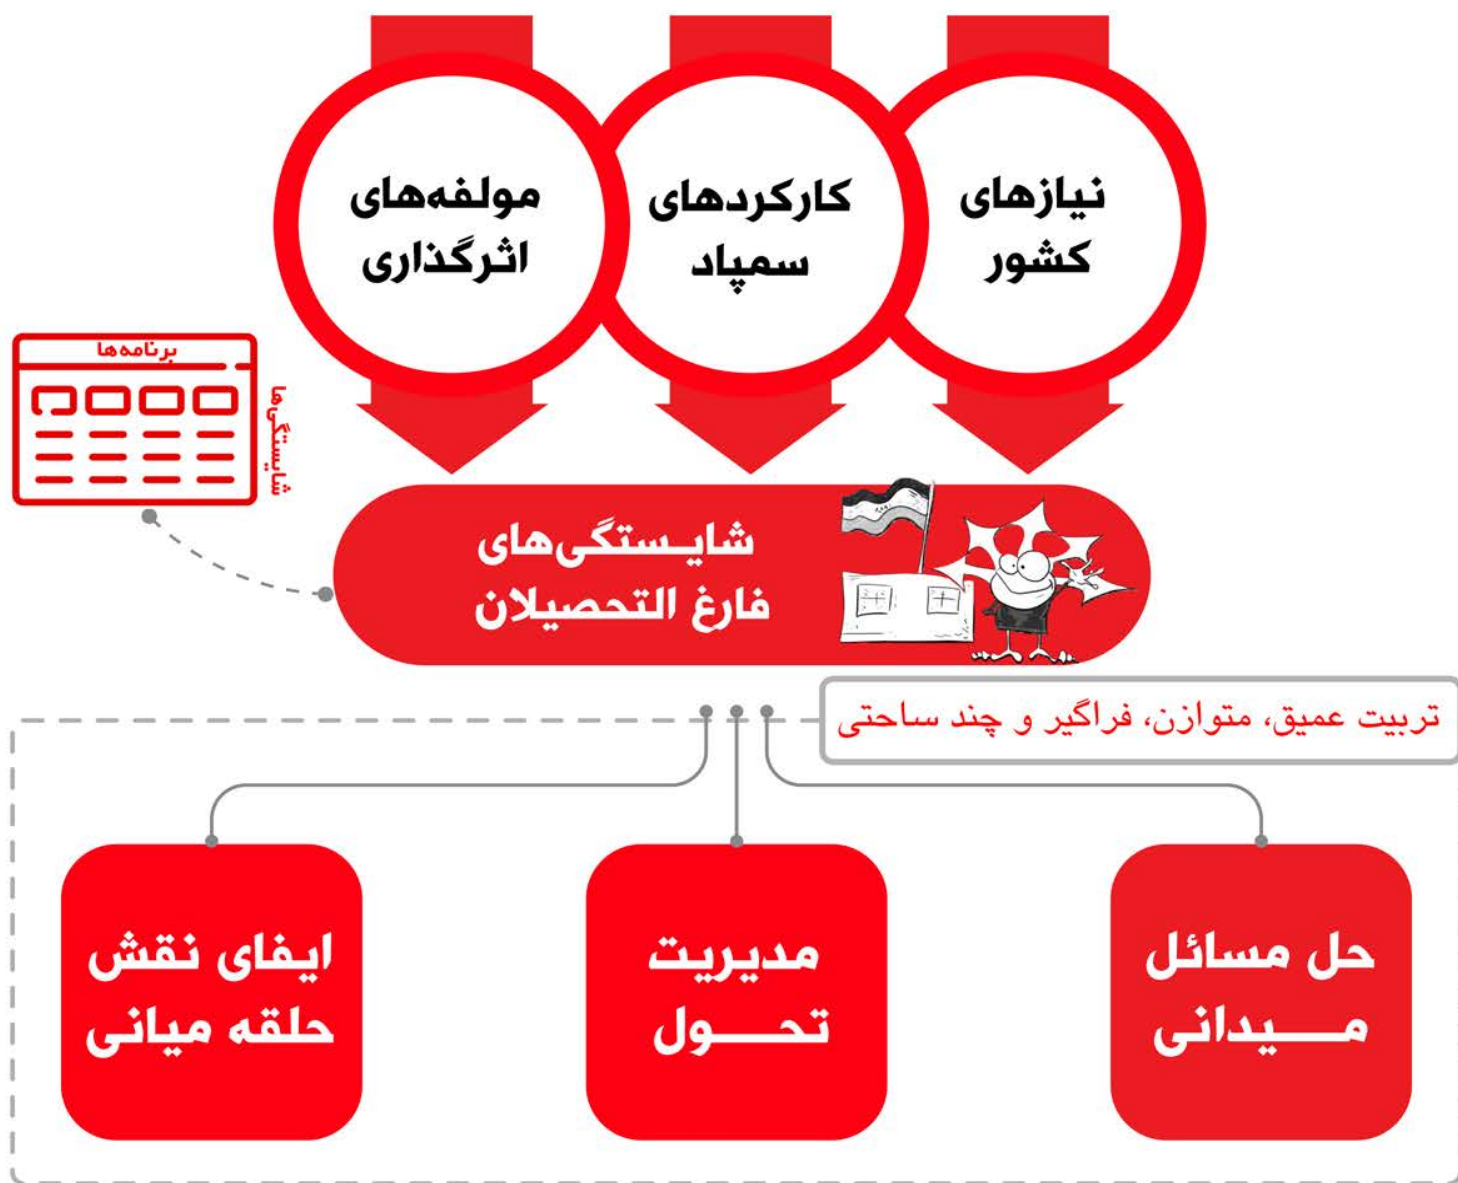 نیازهای
کشور
کارکردهای
سمپاد
مولفه‌های
اثرگذاری
برنامه‌ها
شایستگی‌ها
شایستگی‌های
فارغ التحصیلان
تربیت عمیق، متوازن، فراگیر و چند ساحتی
حل مسائل
میدانی
مدیریت
تحول
ایفای نقش
حلقه میانی